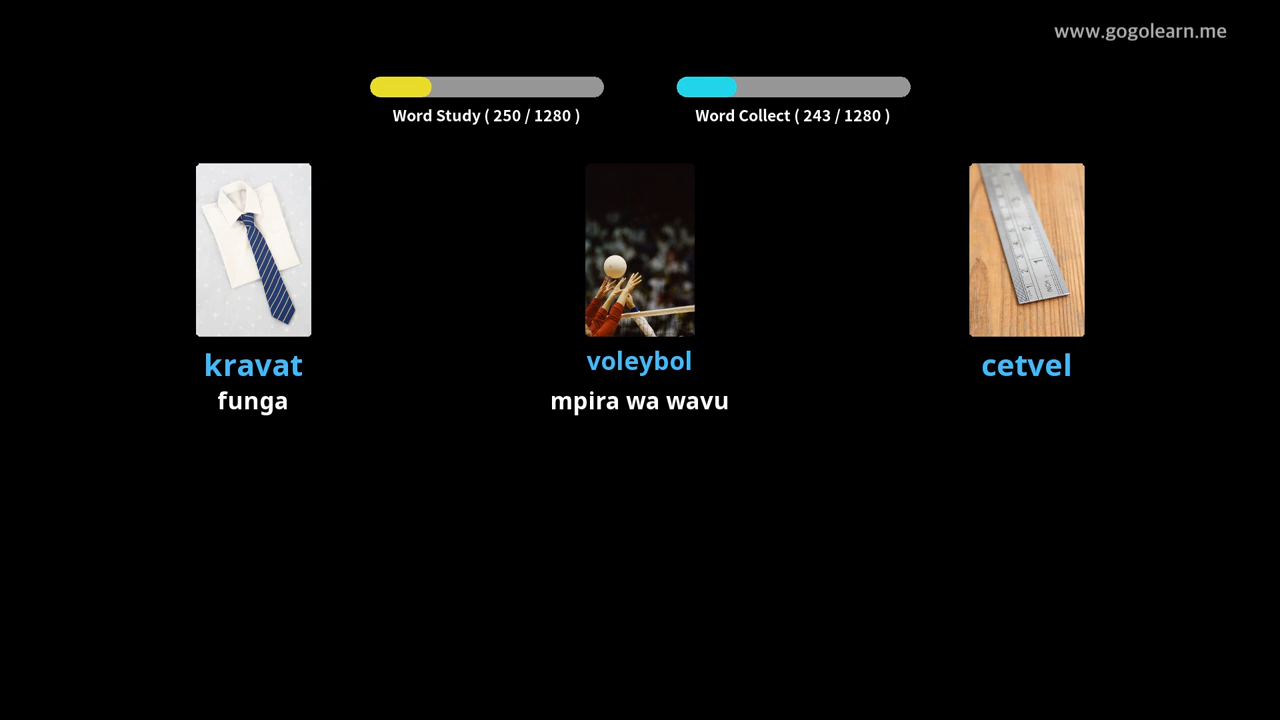 www.gogolearn.me
Word Study ( 250 / 1280 )
Word Collect ( 243 / 1280 )
kravat
voleybol
cetvel
funga
mpira wa wavu